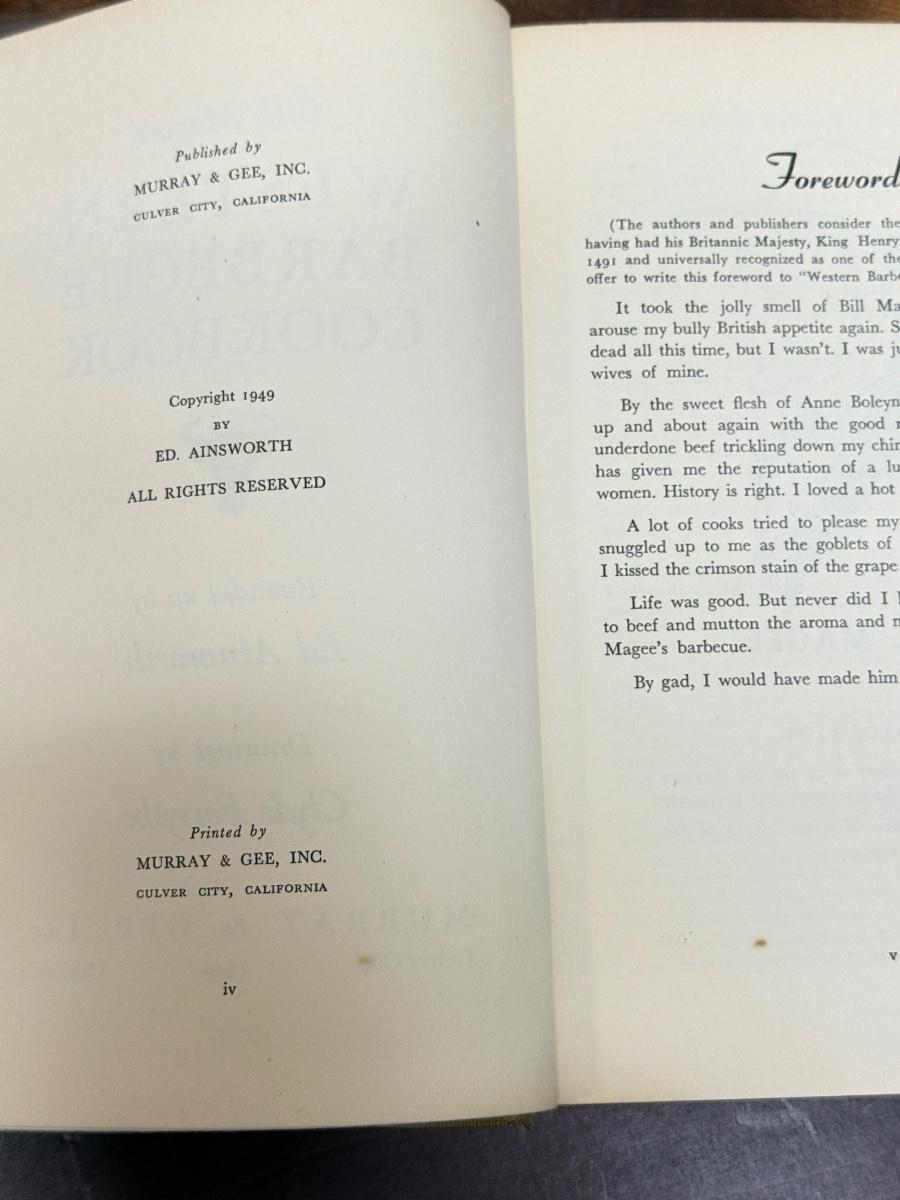 Published by
MURRAY & GEE, INC.
CULVER CITY, CALIFORNIA
Copyright 1949
BY
ED. AINSWORTH
ALL RIGHTS RESERVED
Printed by
MURRAY & GEE, INC.
CULVER CITY, CALIFORNIA
iv
Foreword
(The authors and publishers consider the
having had his Britannic Majesty, King Henry
1491 and universally recognized as one of the
offer to write this foreword to "Western Barbe
It took the jolly smell of Bill Ma
arouse my bully British appetite again. S
dead all this time, but I wasn't. I was ju
wives of mine.
By the sweet flesh of Anne Boleyn
up and about again with the good r
underdone beef trickling down my chin
has given me the reputation of a lu
women. History is right. I loved a hot
A lot of cooks tried to please my
snuggled up to me as the goblets of
I kissed the crimson stain of the grape
Life was good. But never did I
to beef and mutton the aroma and
Magee's barbecue.
By gad, I would have made him
v